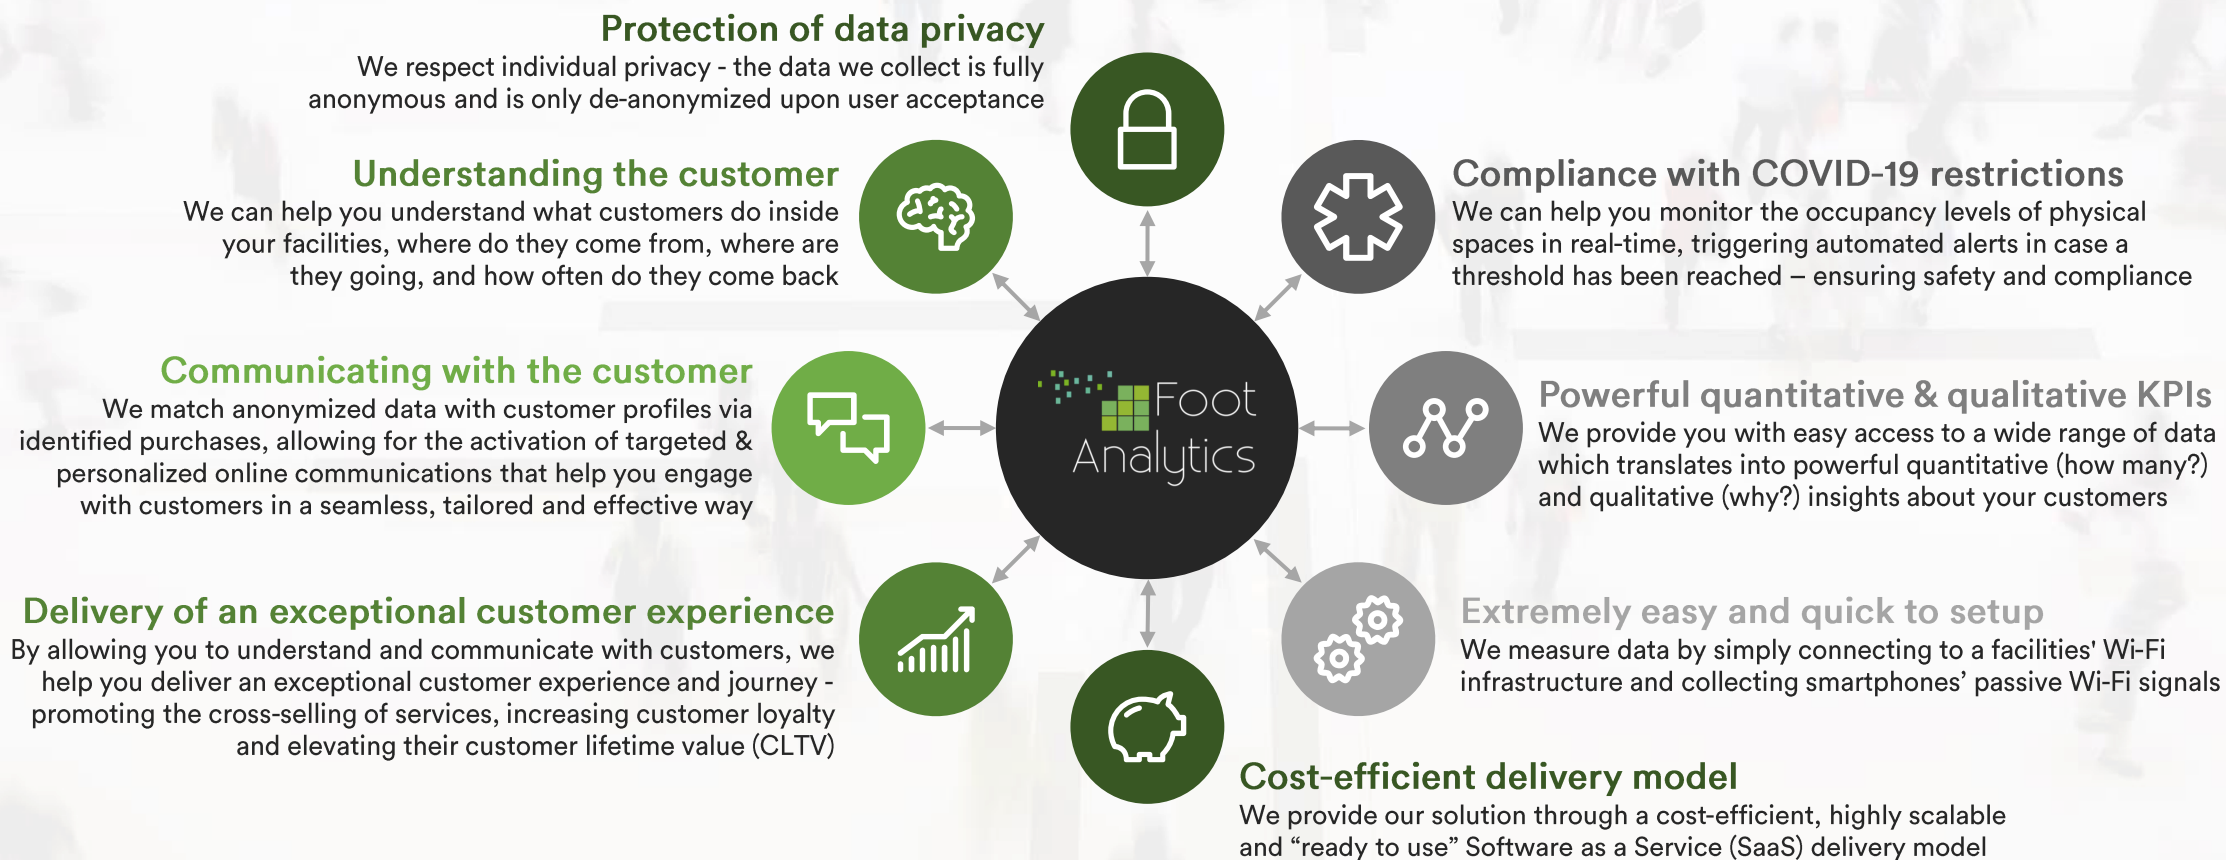 Protection of data privacy
We respect individual privacy - the data we collect is fully
anonymous and is only de-anonymized upon user acceptance
Understanding the customer
We can help you understand what customers do inside
your facilities, where do they come from, where are
they going, and how often do they come back
Communicating with the customer
We match anonymized data with customer profiles via
identified purchases, allowing for the activation of targeted &
personalized online communications that help you engage
with customers in a seamless, tailored and effective way
Delivery of an exceptional customer experience
By allowing you to understand and communicate with customers, we
help you deliver an exceptional customer experience and journey -
promoting the cross-selling of services, increasing customer loyalty
and elevating their customer lifetime value (CLTV)
Foot
Analytics
Compliance with COVID-19 restrictions
We can help you monitor the occupancy levels of physical
spaces in real-time, triggering automated alerts in case a
threshold has been reached – ensuring safety and compliance
Powerful quantitative & qualitative KPIs
We provide you with easy access to a wide range of data
which translates into powerful quantitative (how many?)
and qualitative (why?) insights about your customers
Extremely easy and quick to setup
We measure data by simply connecting to a facilities' Wi-Fi
infrastructure and collecting smartphones’ passive Wi-Fi signals
Cost-efficient delivery model
We provide our solution through a cost-efficient, highly scalable
and “ready to use” Software as a Service (SaaS) delivery model